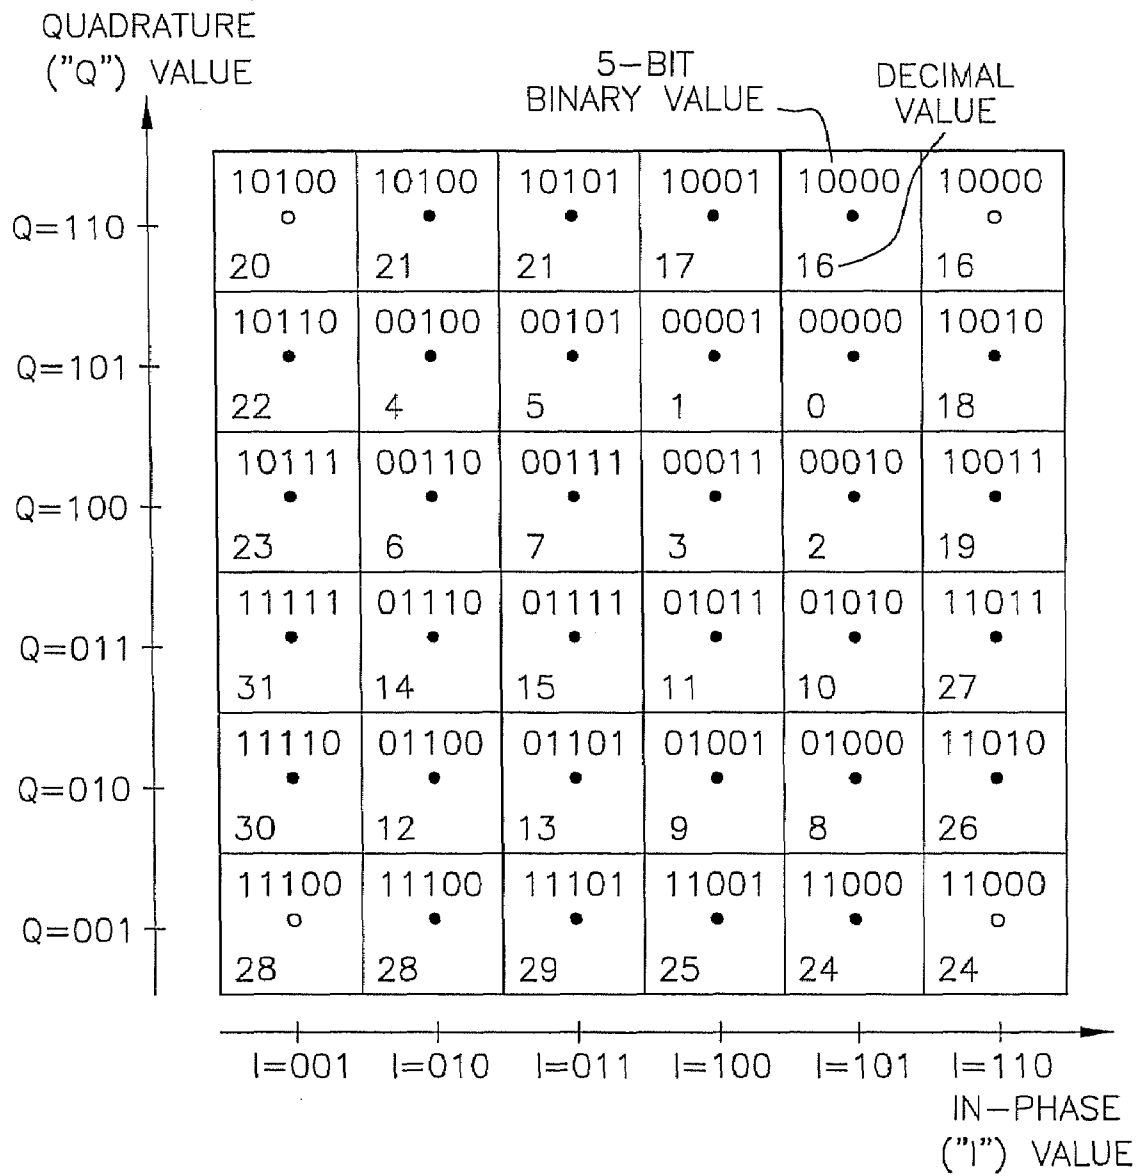 QUADRATURE
("Q") VALUE
5-BIT
BINARY VALUE
DECIMAL
VALUE
10100 10100 10101 10001 10000 10000
Q=110
20 21 21 17 16 16
10110 00100 00101 00001 00000 10010
Q=101
22 4 5 1 0 18
10111 00110 00111 00011 00010 10011
Q=100
23 6 7 3 2 19
11111 01110 01111 01011 01010 11011
Q=011
31 14 15 11 10 27
11110 01100 01101 01001 01000 11010
Q=010
30 12 13 9 8 26
11100 11100 11101 11001 11000 11000
Q=001
28 28 29 25 24 24
I=001 I=010 I=011 I=100 I=101 I=110
IN-PHASE
("I") VALUE